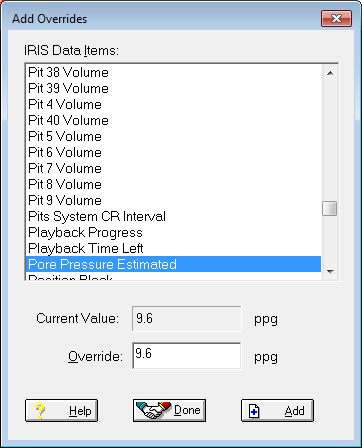 Add Overrides
IRIS Data Items:
Pit 38 Volume
Pit 39 Volume
Pit 4 Volume
Pit 40 Volume
Pit 5 Volume
Pit 6 Volume
Pit 7 Volume
Pit 8 Volume
Pit 9 Volume
Pits System CR Interval
Playback Progress
Playback Time Left
Pore Pressure Estimated
Position Block
Current Value: 9.6 ppg
Override: 9.6 ppg
Help Done Add